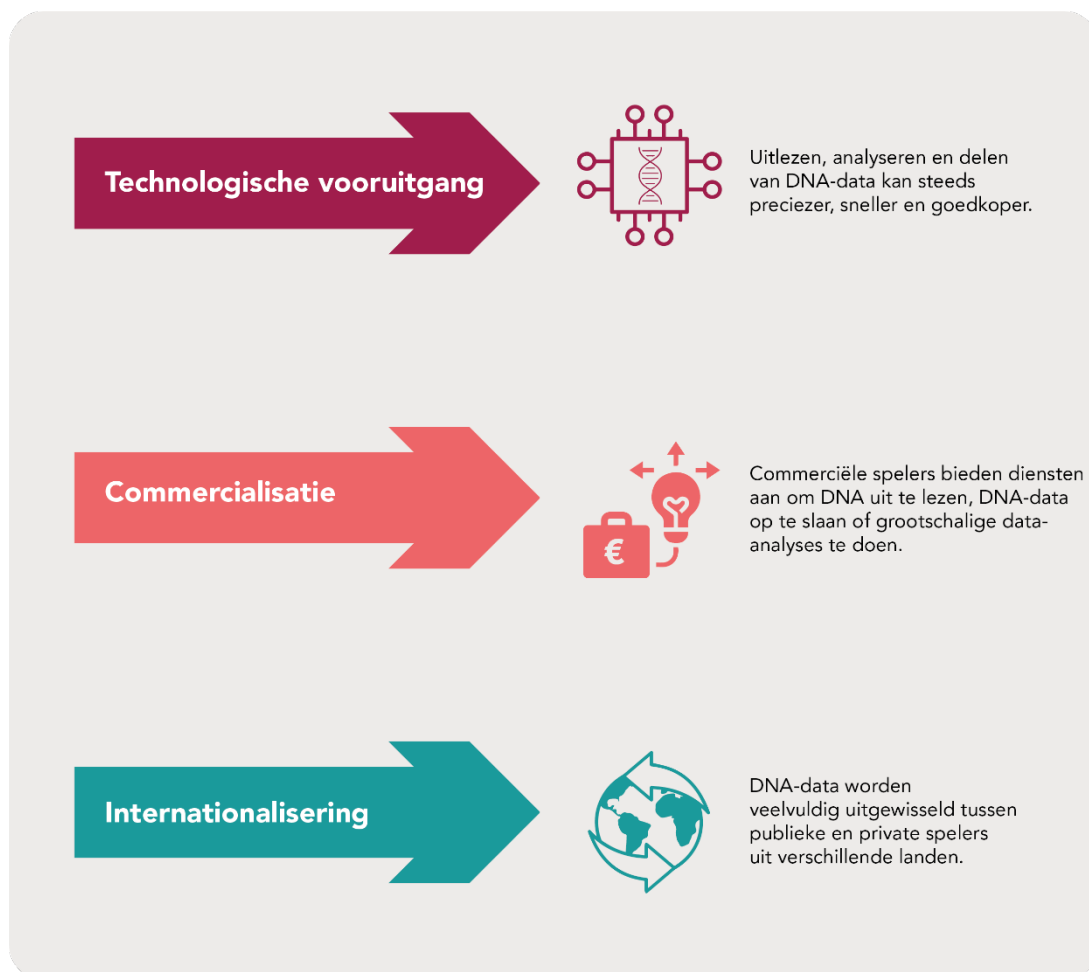 Technologische vooruitgang
Uitlezen, analyseren en delen
van DNA-data kan steeds
preciezer, sneller en goedkoper.
Commercialisatie
€
Commerciële spelers bieden diensten
aan om DNA uit te lezen, DNA-data
op te slaan of grootschalige data-
analyses te doen.
Internationalisering
DNA-data worden
veelvuldig uitgewisseld tussen
publieke en private spelers
uit verschillende landen.